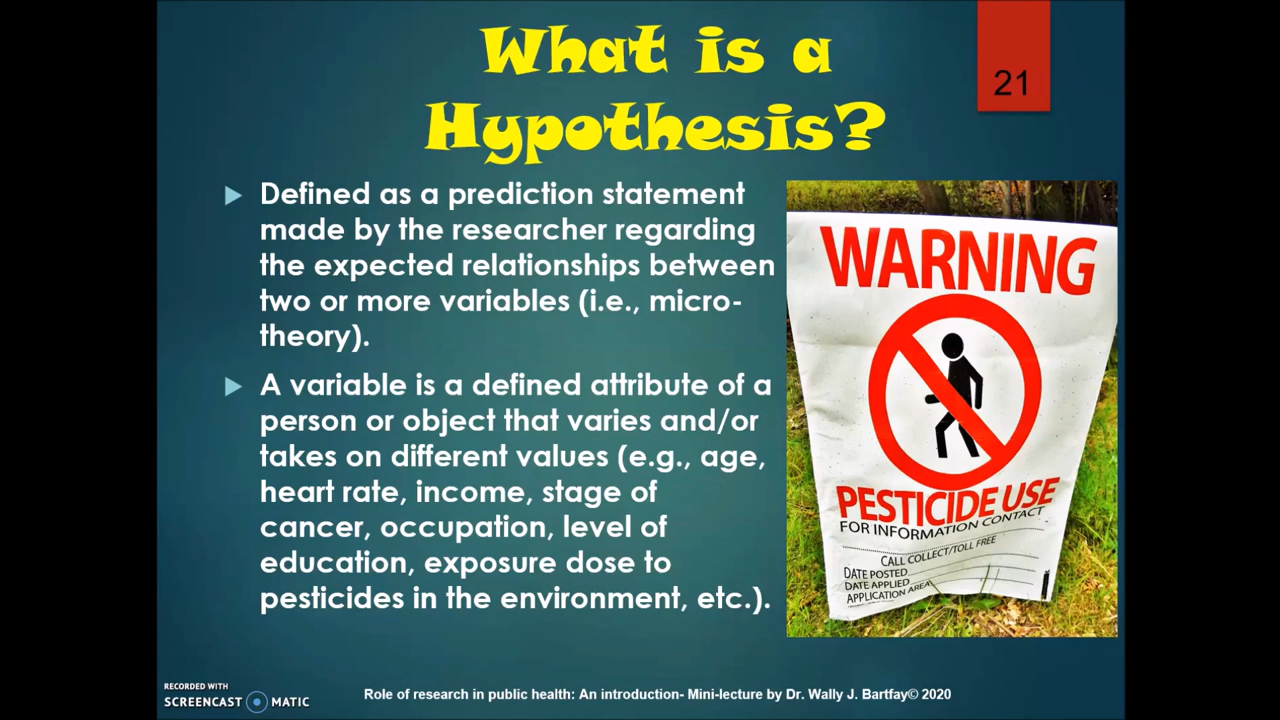 What is a
Hypothesis?
21
Defined as a prediction statement
made by the researcher regarding
the expected relationships between
two or more variables (i.e., micro-
theory).
A variable is a defined attribute of a
person or object that varies and/or
takes on different values (e.g., age,
heart rate, income, stage of
cancer, occupation, level of
education, exposure dose to
pesticides in the environment, etc.).
WARNING
PESTICIDE USE
FOR INFORMATION CONTACT
CALL COLLECT/TOLL FREE
DATE POSTED
DATE APPLIED
APPLICATION AREA
RECORDED WITH
SCREENCAST MATIC
Role of research in public health: An introduction- Mini-lecture by Dr. Wally J. Bartfay© 2020